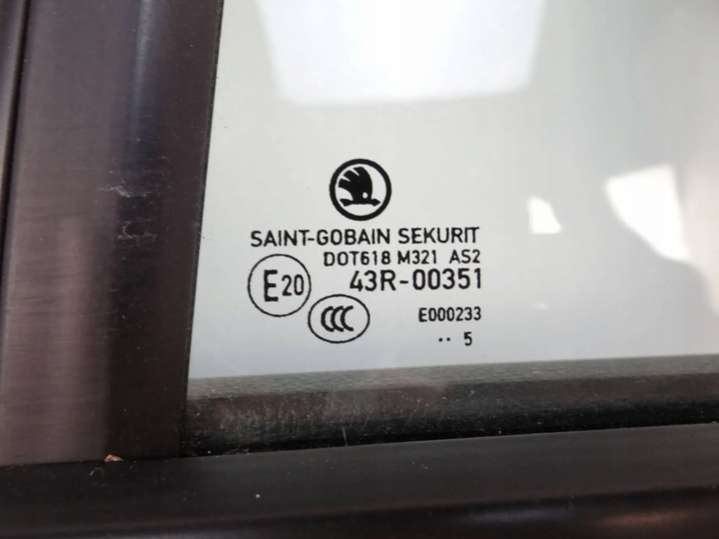 SAINT-GOBAIN SEKURIT
DOT618 M321 AS2
E20 43R-00351
CCC E000233
·· 5